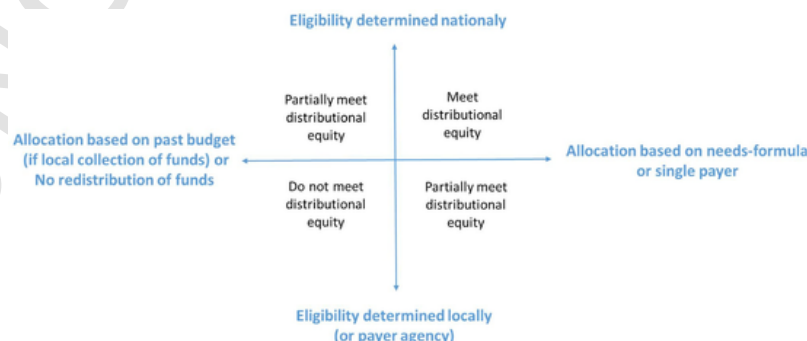 Eligibility determined nationaly
Partially meet
distributional
equity
Meet
distributional
equity
Allocation based on past budget
(if local collection of funds) or
No redistribution of funds
Allocation based on needs-formula
or single payer
Do not meet
distributional
equity
Partially meet
distributional
equity
Eligibility determined locally
(or payer agency)